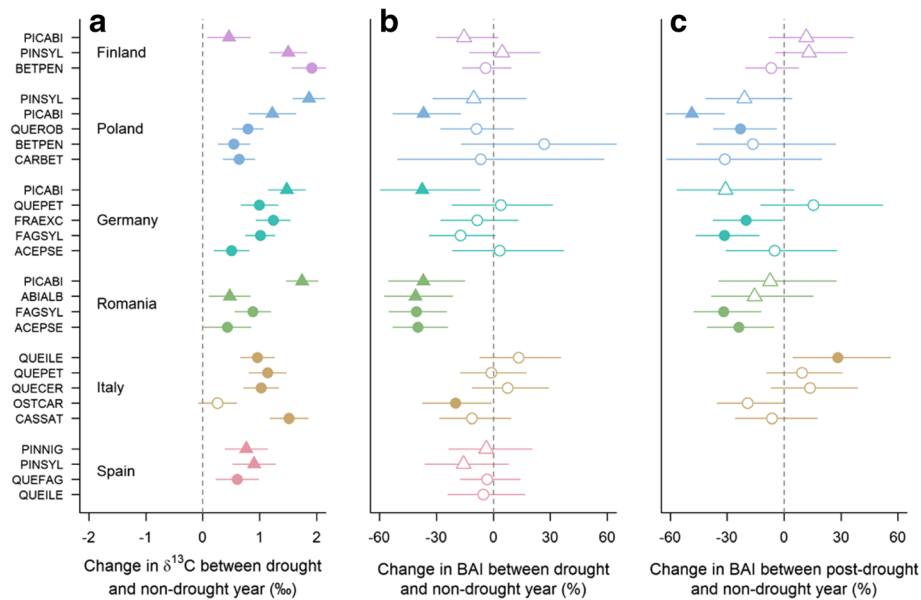 a
b
c
PICABI
PINSYL
BETPEN
Finland
PINSYL
PICABI
QUEROB
BETPEN
CARBET
Poland
PICABI
QUEPET
FRAEXC
FAGSYL
ACEPSE
Germany
PICABI
ABIALB
FAGSYL
ACEPSE
Romania
QUEILE
QUEPET
QUECER
OSTCAR
CASSAT
Italy
PINNIG
PINSYL
QUEFAG
QUEILE
Spain
-2 -1 0 1 2
-60 -30 0 30 60
-60 -30 0 30 60
Change in δ¹³C between drought
and non-drought year (‰)
Change in BAI between drought
and non-drought year (%)
Change in BAI between post-drought
and non-drought year (%)